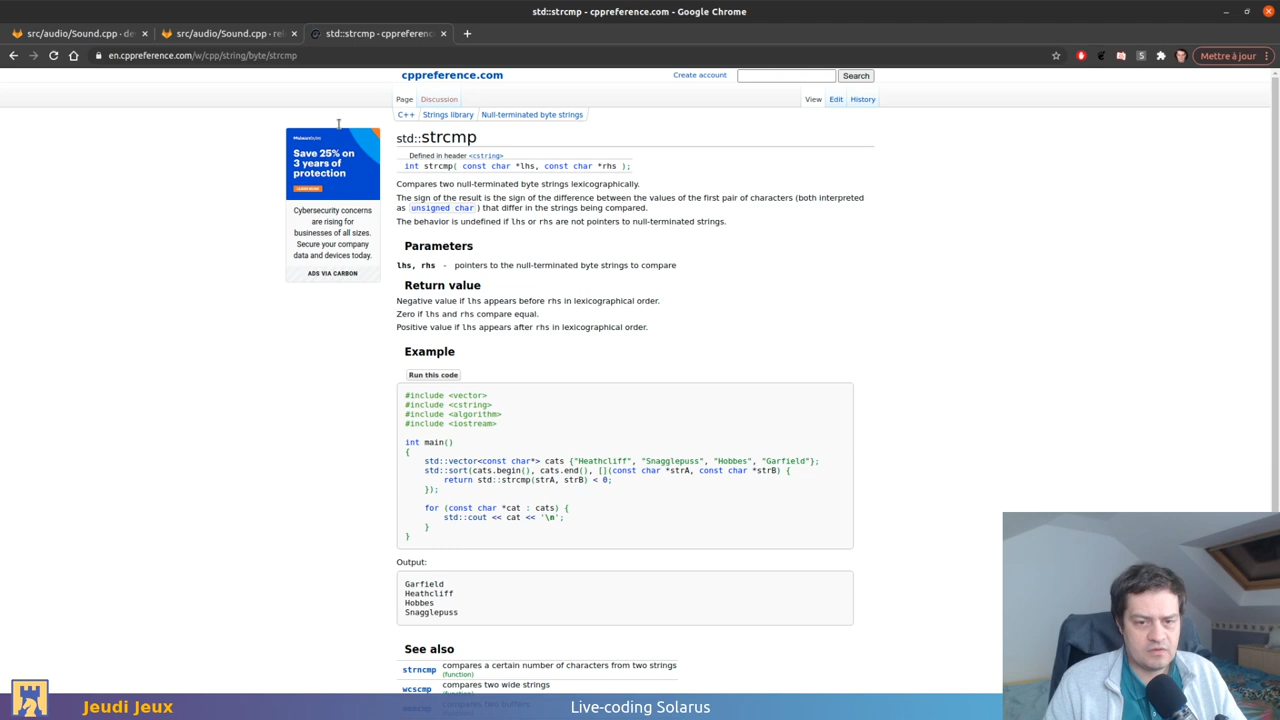 std::strcmp - cppreference.com - Google Chrome
src/audio/Sound.cpp · de
src/audio/Sound.cpp · rel
std::strcmp - cppreferenc
en.cppreference.com/w/cpp/string/byte/strcmp
Mettre à jour
cppreference.com
Create account
Search
Page Discussion
View Edit History
C++ Strings library Null-terminated byte strings
Malwarebytes
Save 25% on
3 years of
protection
Cybersecurity concerns
are rising for
businesses of all sizes.
Secure your company
data and devices today.
ADS VIA CARBON
std::strcmp
Defined in header <cstring>
int strcmp( const char *lhs, const char *rhs );
Compares two null-terminated byte strings lexicographically.
The sign of the result is the sign of the difference between the values of the first pair of characters (both interpreted
as unsigned char) that differ in the strings being compared.
The behavior is undefined if lhs or rhs are not pointers to null-terminated strings.
Parameters
lhs, rhs - pointers to the null-terminated byte strings to compare
Return value
Negative value if lhs appears before rhs in lexicographical order.
Zero if lhs and rhs compare equal.
Positive value if lhs appears after rhs in lexicographical order.
Example
Run this code
#include <vector>
#include <cstring>
#include <algorithm>
#include <iostream>
int main()
{
std::vector<const char*> cats {"Heathcliff", "Snagglepuss", "Hobbes", "Garfield"};
std::sort(cats.begin(), cats.end(), [](const char *strA, const char *strB) {
return std::strcmp(strA, strB) < 0;
});
for (const char *cat : cats) {
std::cout << cat << '\n';
}
}
Output:
Garfield
Heathcliff
Hobbes
Snagglepuss
See also
strncmp compares a certain number of characters from two strings
(function)
wcscmp compares two wide strings
(function)
memcmp compares two buffers
Jeudi Jeux
Live-coding Solarus